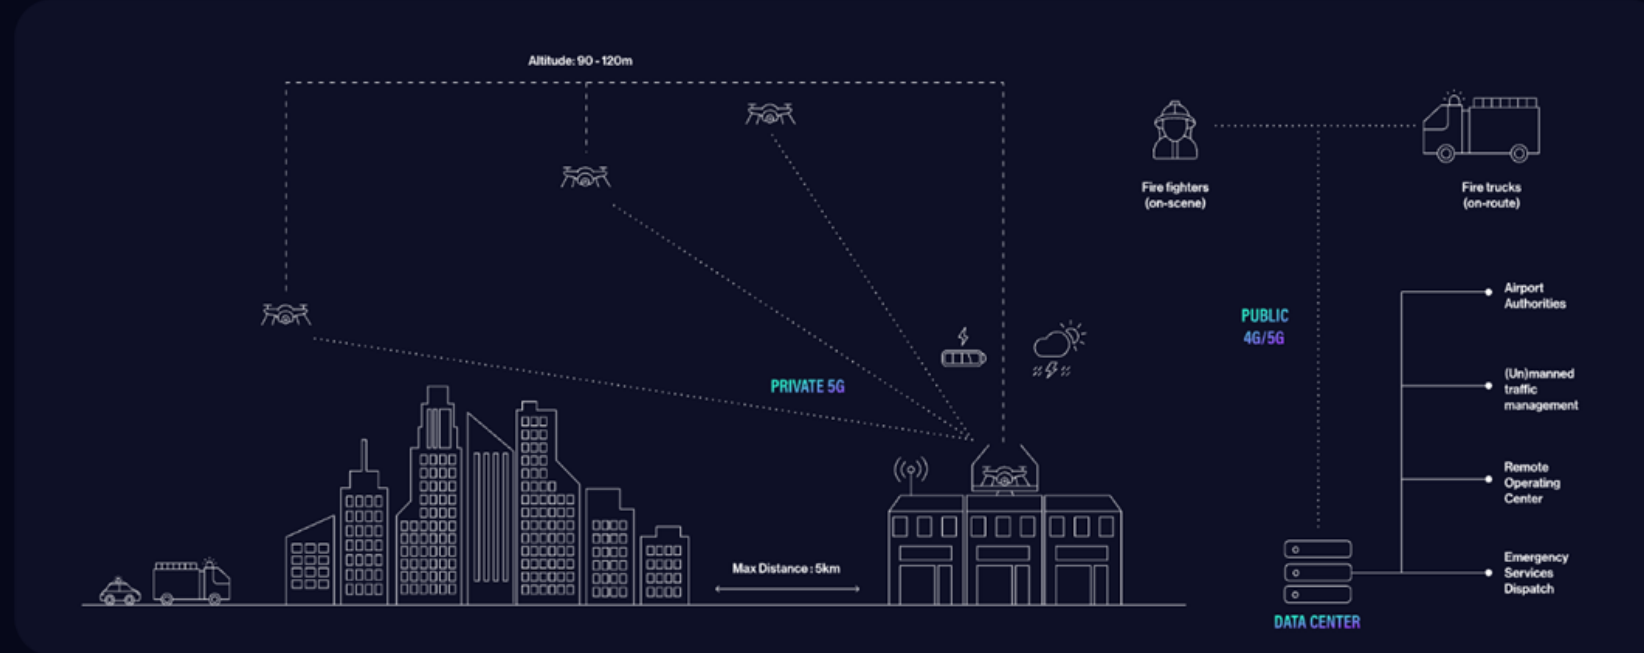 Altitude: 90 - 120m
Fire fighters
(on-scene)
Fire trucks
(on-route)
PUBLIC
4G/5G
Airport
Authorities
(Un)manned
traffic
management
PRIVATE 5G
Remote
Operating
Center
Max Distance : 5km
Emergency
Services
Dispatch
DATA CENTER